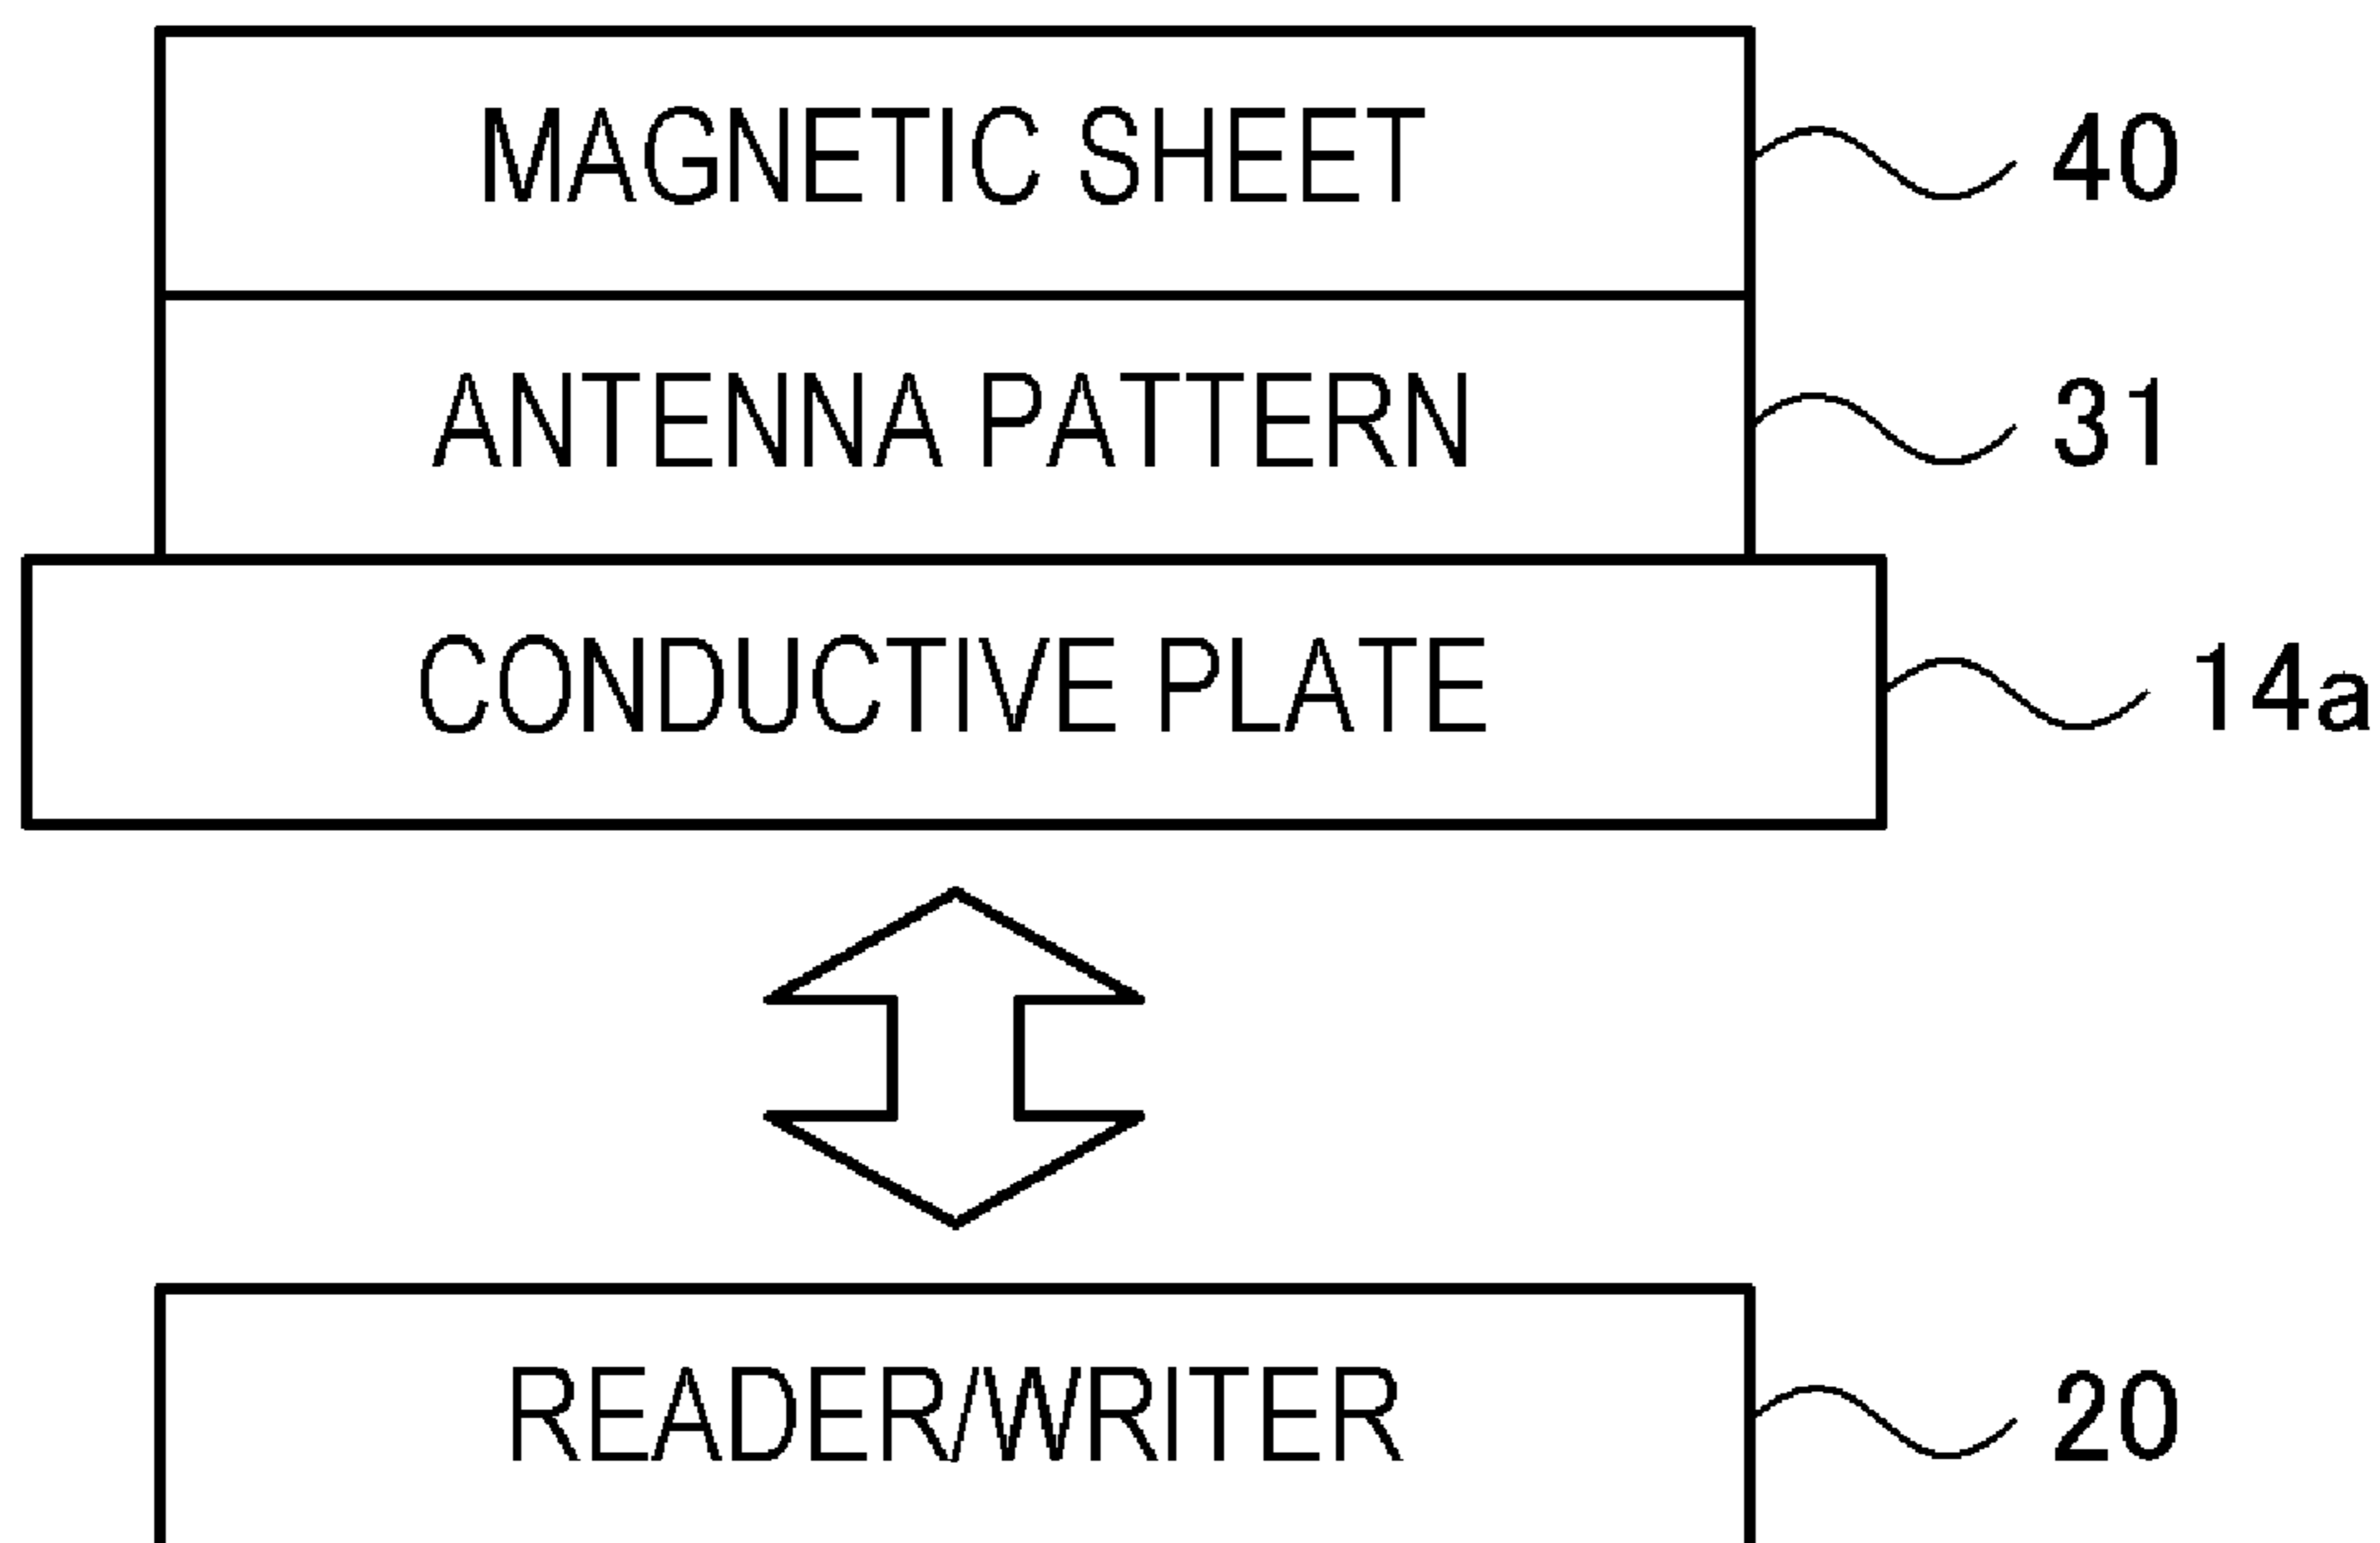 MAGNETIC SHEET 40
ANTENNA PATTERN 31
CONDUCTIVE PLATE 14a
READER/WRITER 20